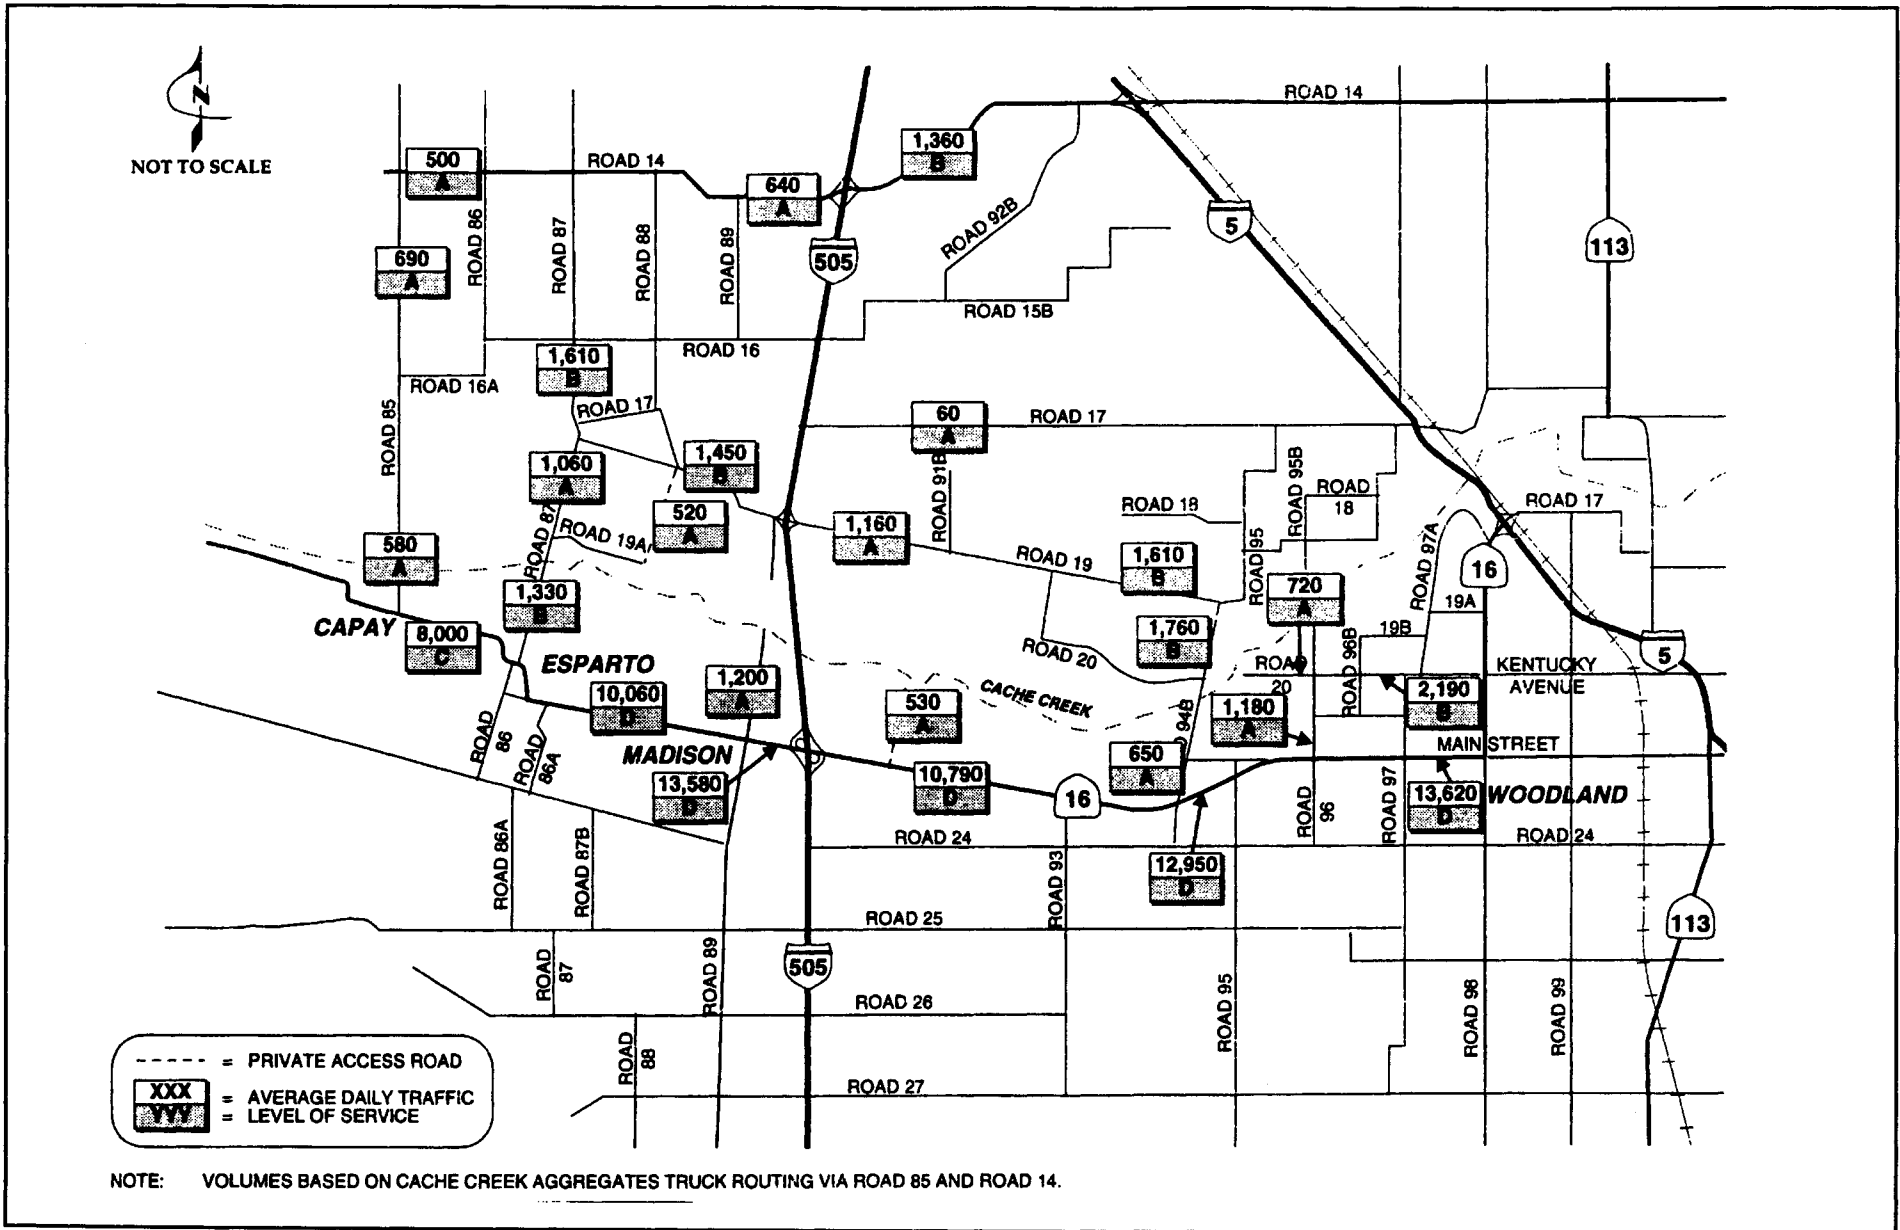 N
NOT TO SCALE
ROAD 14
500
A
ROAD 14
640
A
1,360
B
ROAD 92B
5
113
690
A
ROAD 86
ROAD 87
ROAD 88
ROAD 89
505
ROAD 15B
ROAD 16
1,610
B
ROAD 16A
ROAD 85
ROAD 17
60
A
ROAD 17
1,450
B
1,060
A
ROAD 91B
ROAD 95B
ROAD
18
ROAD 18
ROAD 17
520
A
ROAD 87
ROAD 19A
1,160
A
ROAD 19
580
A
1,610
B
ROAD 95
720
A
ROAD 97A
16
19A
1,330
B
CAPAY
8,000
C
1,760
B
19B
ROAD 96B
5
ESPARTO
ROAD 20
ROAD
20
KENTUCKY
AVENUE
1,200
A
10,060
D
530
A
CACHE CREEK
2,190
B
1,180
A
ROAD
86
ROAD
86A
MADISON
94B
MAIN STREET
650
A
13,580
D
10,790
D
16
ROAD
96
ROAD 97
13,620
D
WOODLAND
ROAD 24
ROAD 24
12,950
D
ROAD 86A
ROAD 87B
ROAD 93
ROAD 25
113
ROAD
87
ROAD 89
505
ROAD 26
ROAD 95
ROAD 98
ROAD 99
ROAD
88
ROAD 27
= PRIVATE ACCESS ROAD
XXX = AVERAGE DAILY TRAFFIC
YYY = LEVEL OF SERVICE
NOTE: VOLUMES BASED ON CACHE CREEK AGGREGATES TRUCK ROUTING VIA ROAD 85 AND ROAD 14.